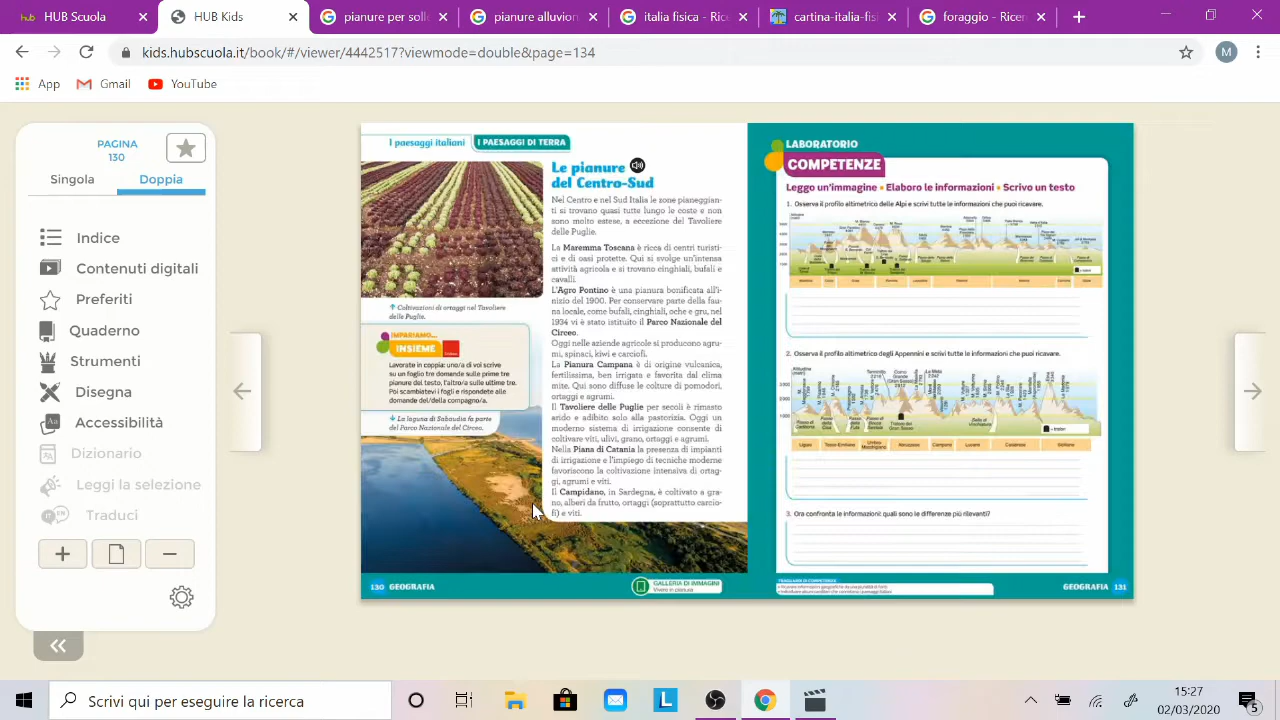 HUB Kids
pianure per sol
pianure per sol
alluvionali - Ri
falda - Ricerca
cartina-italia-fis
frigoro - Ricerc
kids.hubscuola.it/book/#/viewer/4442517?viewmode=double&page=134
M
App
Gmail
YouTube
PAGINA
130
Singola
Doppia
Indice
Contenuti digitali
Preferiti
Quaderno
Strumenti
Disegna
Accessibilità
Dizionario
Leggi la selezione
Traduci
I paesaggi italiani
I PAESAGGI DI TERRA
Le pianure
del Centro-Sud
Nel Centro e nel Sud Italia le zone pianeggian-
ti si trovano quasi tutte lungo le coste e non
sono molto estese, a eccezione del Tavoliere
delle Puglie.
La Maremma Toscana è ricca di centri turisti-
ci e di oasi protette. Qui si svolge un'intensa
attività agricola e si trovano cinghiali, bufali e
cavalli.
L'Agro Pontino è una pianura bonificata all'i-
nizio del 1900. Per conservare parte della fau-
na locale, come bufali, cinghiali, oche e gru, nel
1934 vi è stato istituito il Parco Nazionale del
Circeo.
Oggi nelle aziende agricole si producono agru-
mi, spinaci, kiwi e carciofi.
La Pianura Campana è di origine vulcanica,
fertilissima, ben irrigata e favorita dal clima
mite. Qui sono diffuse le colture di pomodori,
ortaggi e agrumi.
Il Tavoliere delle Puglie per secoli è rimasto
arido e adibito solo alla pastorizia. Oggi un
moderno sistema di irrigazione consente di
coltivare viti, ulivi, grano, ortaggi e agrumi.
Nella Piana di Catania la presenza di impianti
di irrigazione e l'impiego di tecniche moderne
favoriscono la coltivazione intensiva di ortag-
gi, agrumi e viti.
Il Campidano, in Sardegna, è coltivato a gra-
no, alberi da frutto, ortaggi (soprattutto carcio-
fi) e viti.
Coltivazioni di ortaggi nel Tavoliere
delle Puglie.
IMPARIAMO
INSIEME
Lavorate in coppia: uno/a di voi scrive
su un foglio tre domande sulle prime tre
pianure del testo, l'altro/a sulle ultime tre.
Poi scambiatevi i fogli e rispondete alle
domande del/della compagno/a.
La laguna di Sabaudia fa parte
del Parco Nazionale del Circeo.
130 GEOGRAFIA
GALLERIA DI IMMAGINI
Vivere in pianura
LABORATORIO
COMPETENZE
Leggo un'immagine • Elaboro le informazioni • Scrivo un testo
1. Osserva il profilo altimetrico delle Alpi e scrivi tutte le informazioni che puoi ricavare.
2. Osserva il profilo altimetrico degli Appennini e scrivi tutte le informazioni che puoi ricavare.
3. Ora confronta le informazioni: quali sono le differenze più rilevanti?
GEOGRAFIA 131
Scrivi qui per eseguire la ricerca
15:27
02/03/2020
5